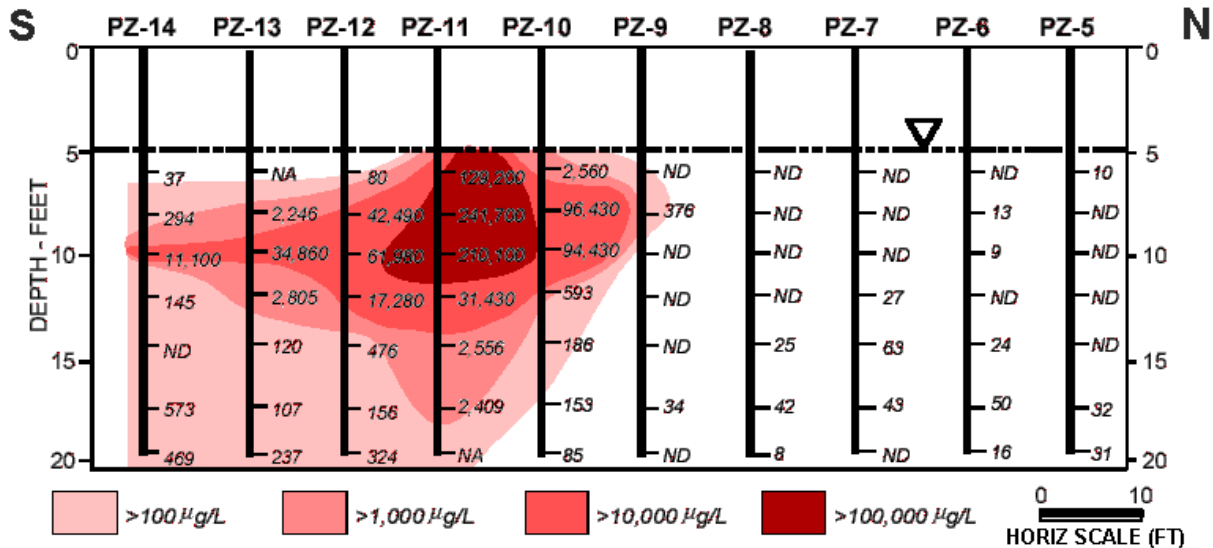 S PZ-14 PZ-13 PZ-12 PZ-11 PZ-10 PZ-9 PZ-8 PZ-7 PZ-6 PZ-5 N
0 0
5 5
37 NA 80 129,200 2,560 ND ND ND ND 10
294 2,246 42,490 241,700 96,430 376 ND ND 13 ND
10 11,100 34,860 61,980 210,100 94,430 ND ND ND 9 ND 10
145 2,805 17,280 31,430 593 ND ND 27 ND ND
ND 120 476 2,556 186 ND 25 63 24 ND
15 15
573 107 156 2,409 153 34 42 43 50 32
20 469 237 324 NA 85 ND 8 ND 16 31 20
DEPTH - FEET
>100 µg/L >1,000 µg/L >10,000 µg/L >100,000 µg/L
0 10
HORIZ SCALE (FT)